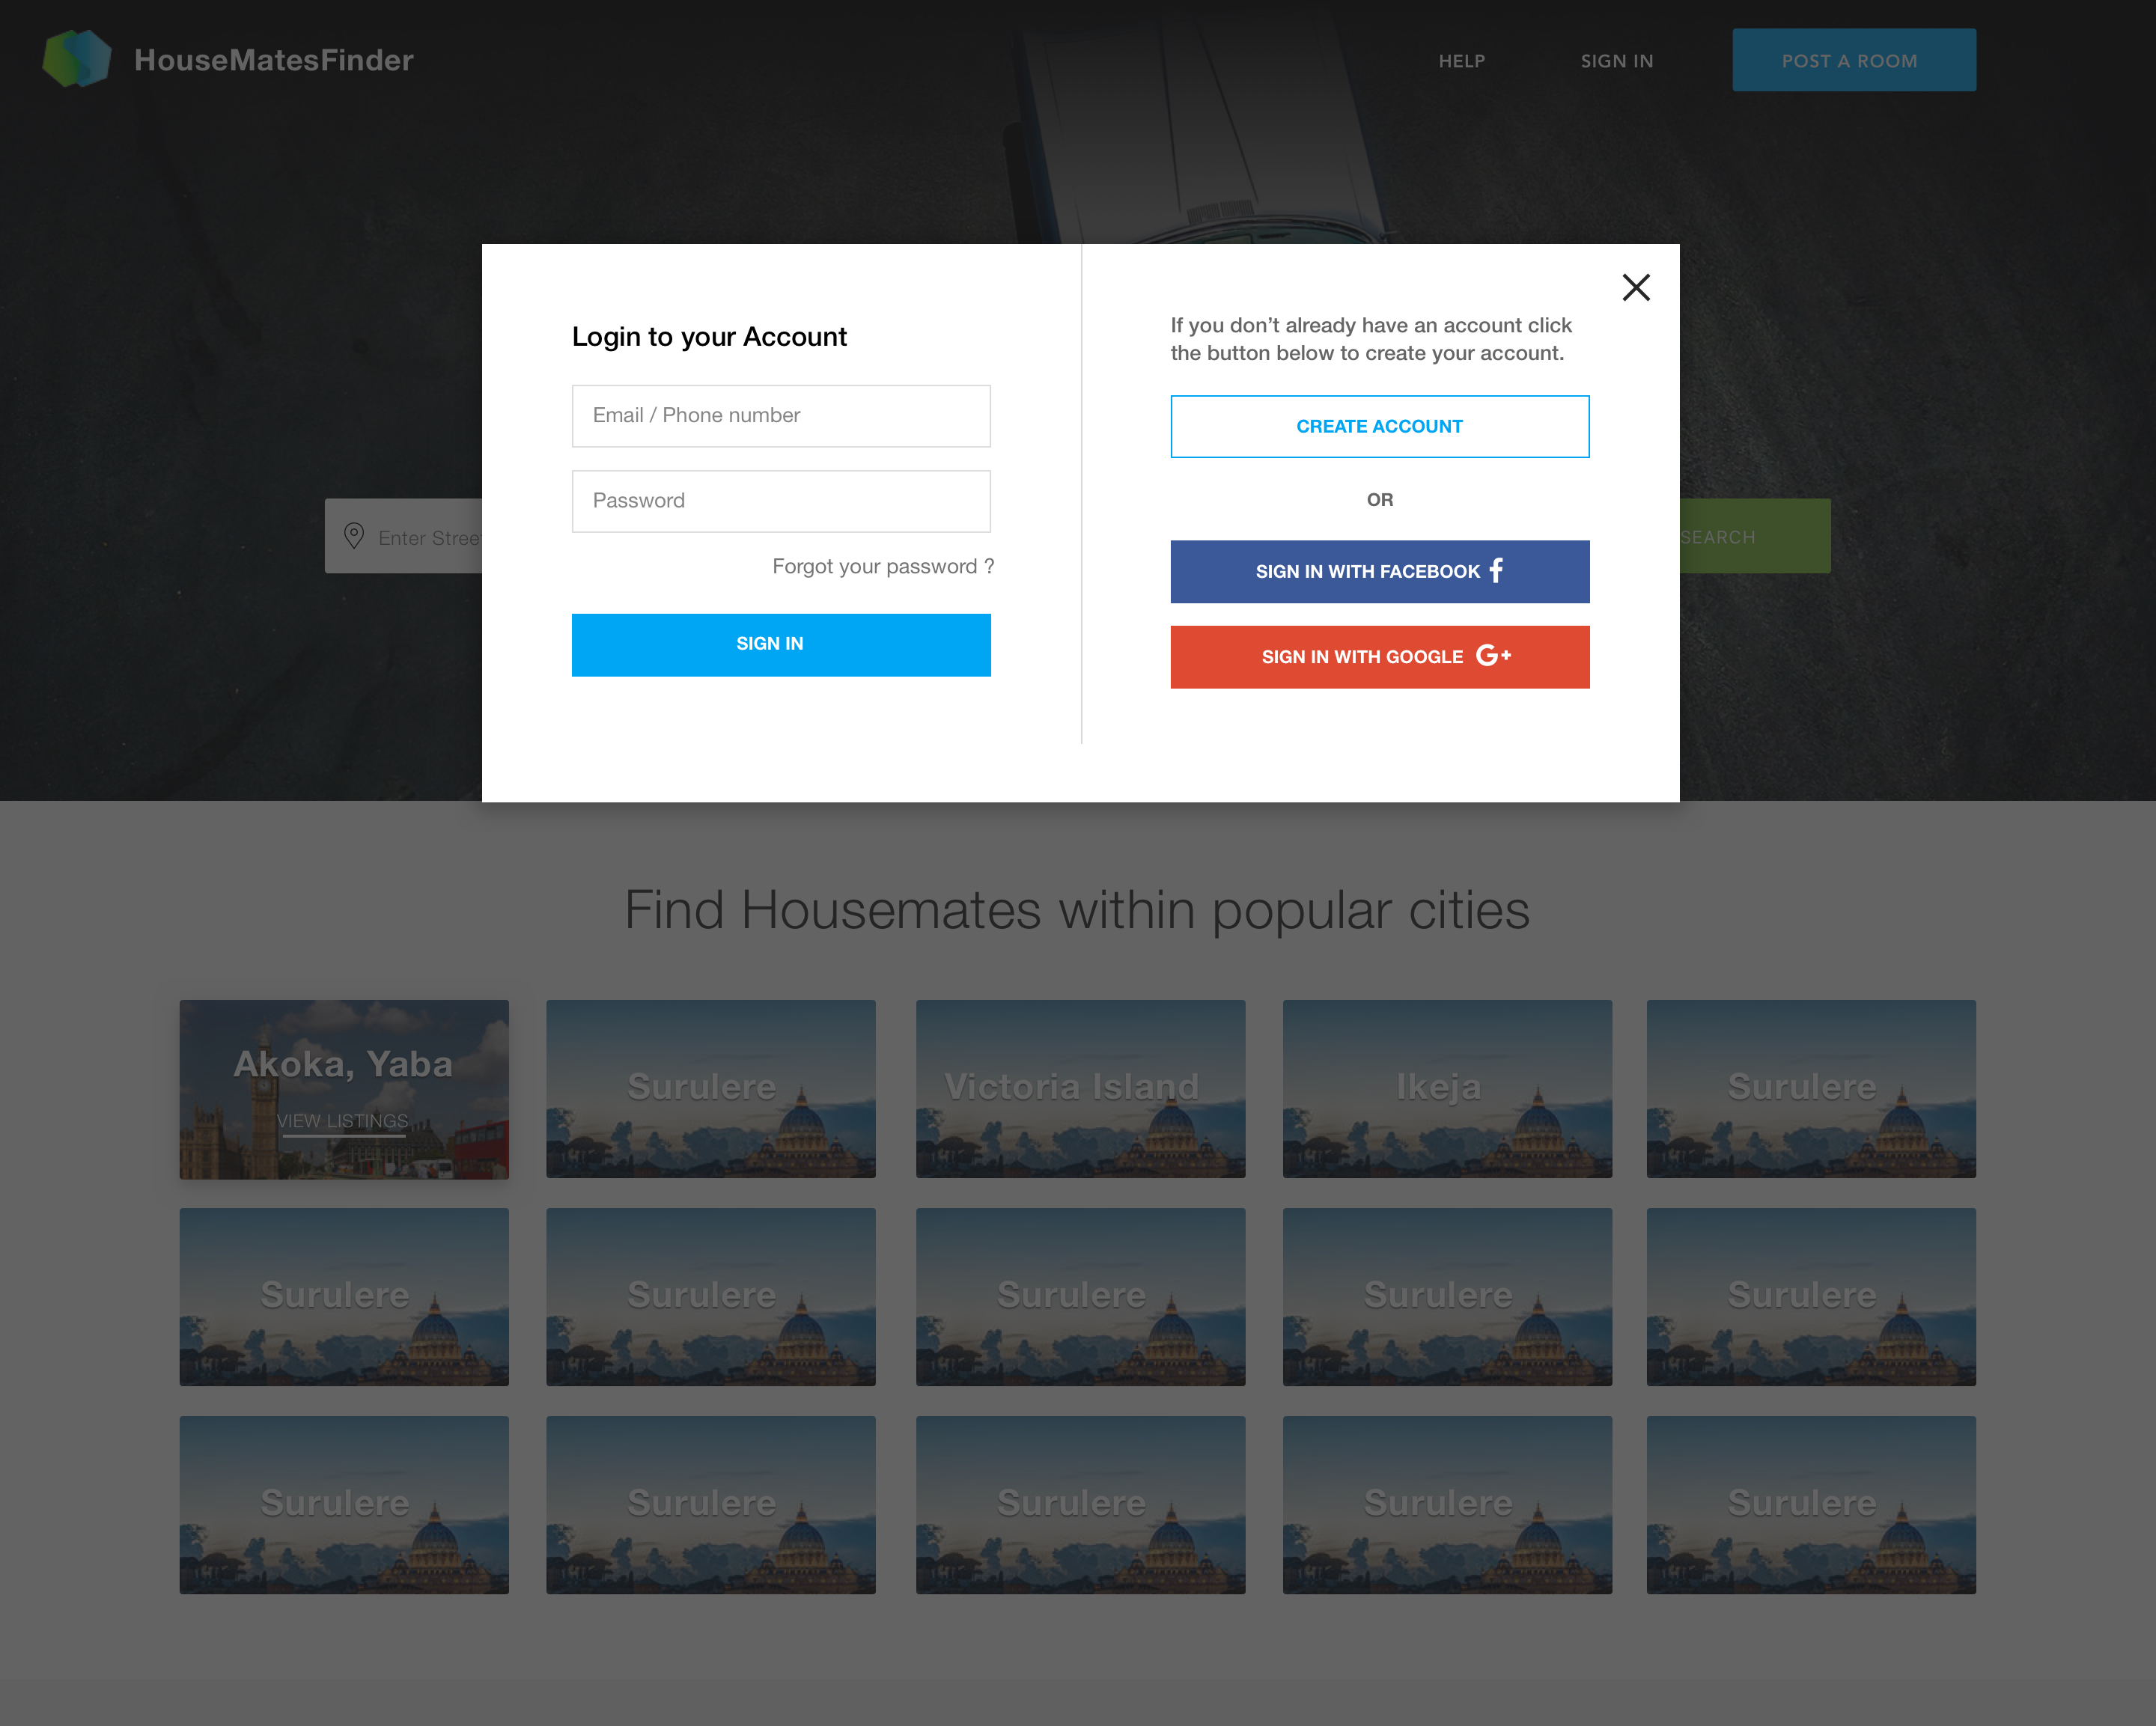 HouseMatesFinder
HELP
SIGN IN
POST A ROOM
Login to your Account
Email / Phone number
Password
Forgot your password ?
SIGN IN
If you don’t already have an account click
the button below to create your account.
CREATE ACCOUNT
OR
SIGN IN WITH FACEBOOK
SIGN IN WITH GOOGLE G+
Enter Stree
SEARCH
Find Housemates within popular cities
Akoka, Yaba
VIEW LISTINGS
Surulere
Victoria Island
Ikeja
Surulere
Surulere
Surulere
Surulere
Surulere
Surulere
Surulere
Surulere
Surulere
Surulere
Surulere